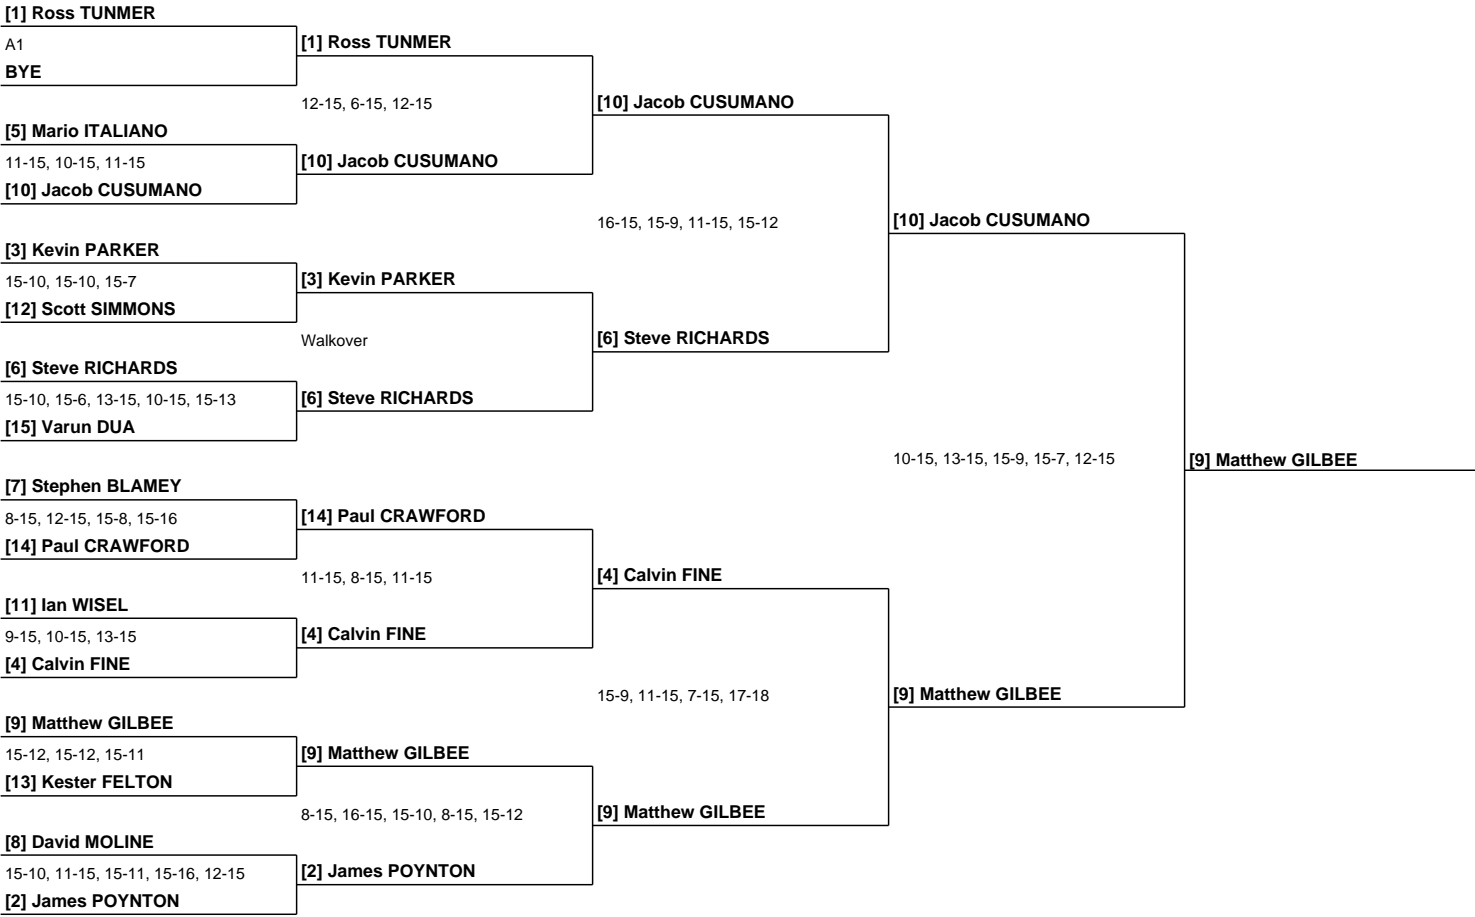 [1] Ross TUNMER
A1
BYE
[5] Mario ITALIANO
11-15, 10-15, 11-15
[10] Jacob CUSUMANO
[3] Kevin PARKER
15-10, 15-10, 15-7
[12] Scott SIMMONS
[6] Steve RICHARDS
15-10, 15-6, 13-15, 10-15, 15-13
[15] Varun DUA
[7] Stephen BLAMEY
8-15, 12-15, 15-8, 15-16
[14] Paul CRAWFORD
[11] Ian WISEL
9-15, 10-15, 13-15
[4] Calvin FINE
[9] Matthew GILBEE
15-12, 15-12, 15-11
[13] Kester FELTON
[8] David MOLINE
15-10, 11-15, 15-11, 15-16, 12-15
[2] James POYNTON
[1] Ross TUNMER
12-15, 6-15, 12-15
[10] Jacob CUSUMANO
[3] Kevin PARKER
Walkover
[6] Steve RICHARDS
[14] Paul CRAWFORD
11-15, 8-15, 11-15
[4] Calvin FINE
[9] Matthew GILBEE
8-15, 16-15, 15-10, 8-15, 15-12
[2] James POYNTON
[10] Jacob CUSUMANO
16-15, 15-9, 11-15, 15-12
[6] Steve RICHARDS
[4] Calvin FINE
15-9, 11-15, 7-15, 17-18
[9] Matthew GILBEE
[10] Jacob CUSUMANO
10-15, 13-15, 15-9, 15-7, 12-15
[9] Matthew GILBEE
[9] Matthew GILBEE